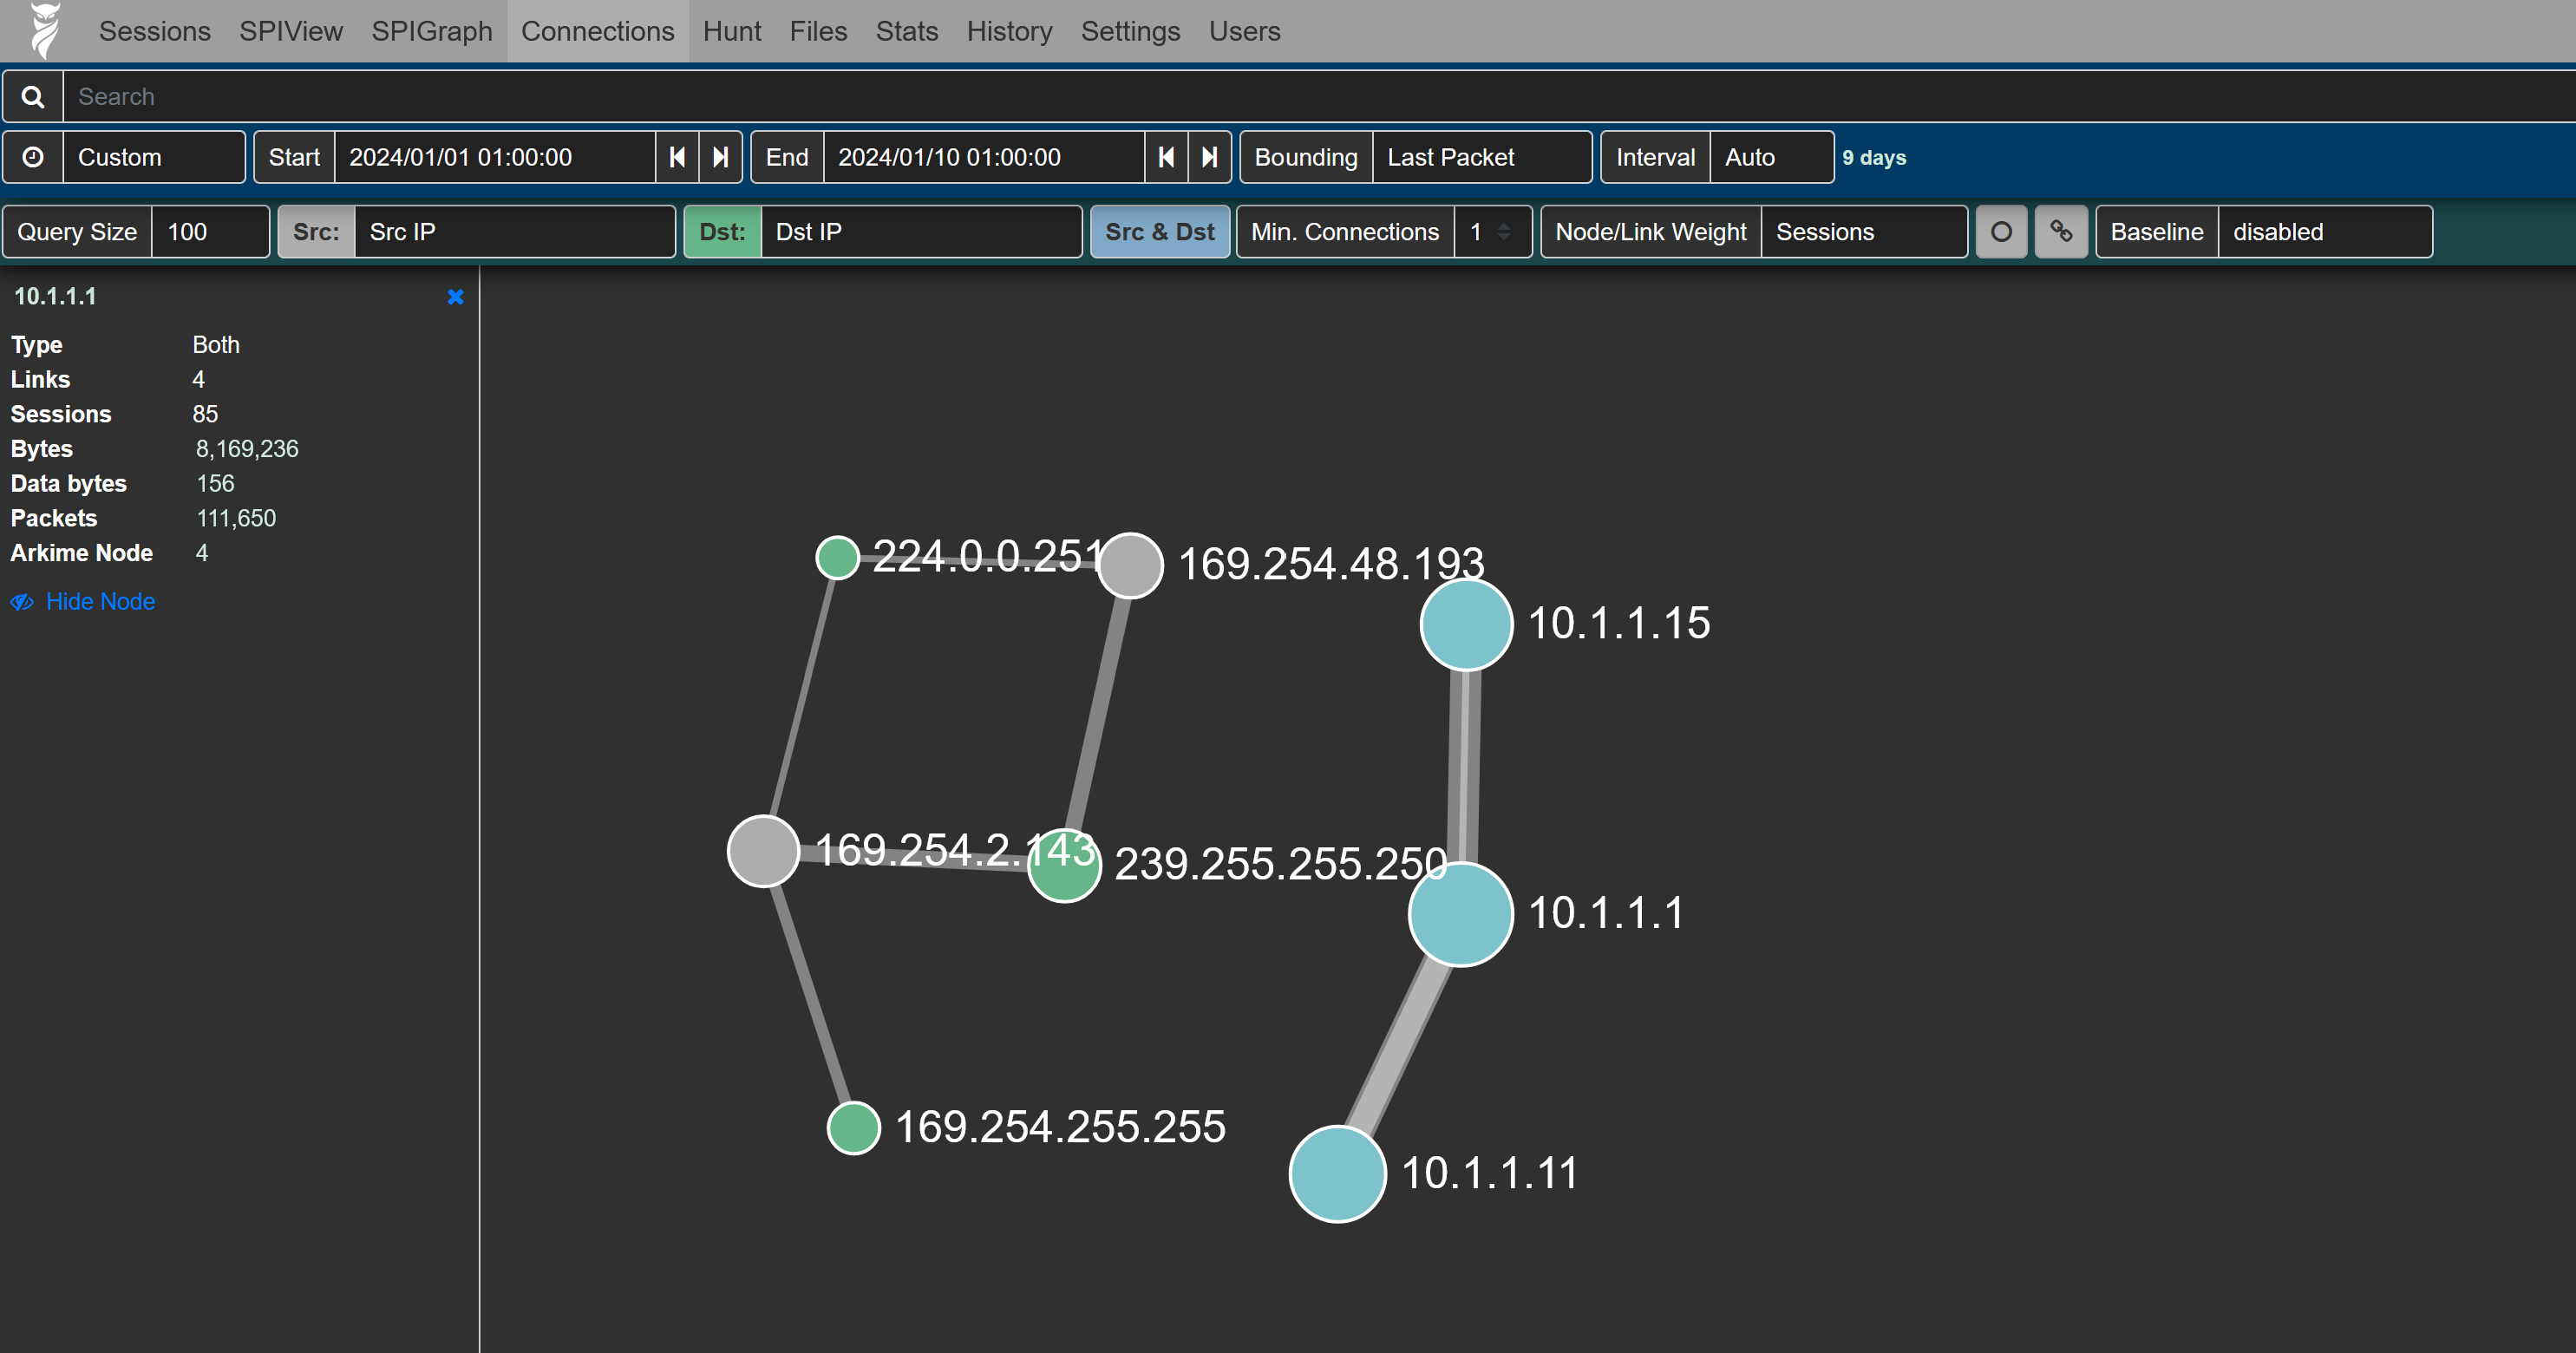 Sessions SPIView SPIGraph Connections Hunt Files Stats History Settings Users
Search
Custom Start 2024/01/01 01:00:00 End 2024/01/10 01:00:00 Bounding Last Packet Interval Auto 9 days
Query Size 100 Src: Src IP Dst: Dst IP Src & Dst Min. Connections 1 Node/Link Weight Sessions Baseline disabled
10.1.1.1
Type Both
Links 4
Sessions 85
Bytes 8,169,236
Data bytes 156
Packets 111,650
Arkime Node 4
Hide Node
224.0.0.251
169.254.48.193
10.1.1.15
169.254.2.143
239.255.255.250
10.1.1.1
169.254.255.255
10.1.1.11